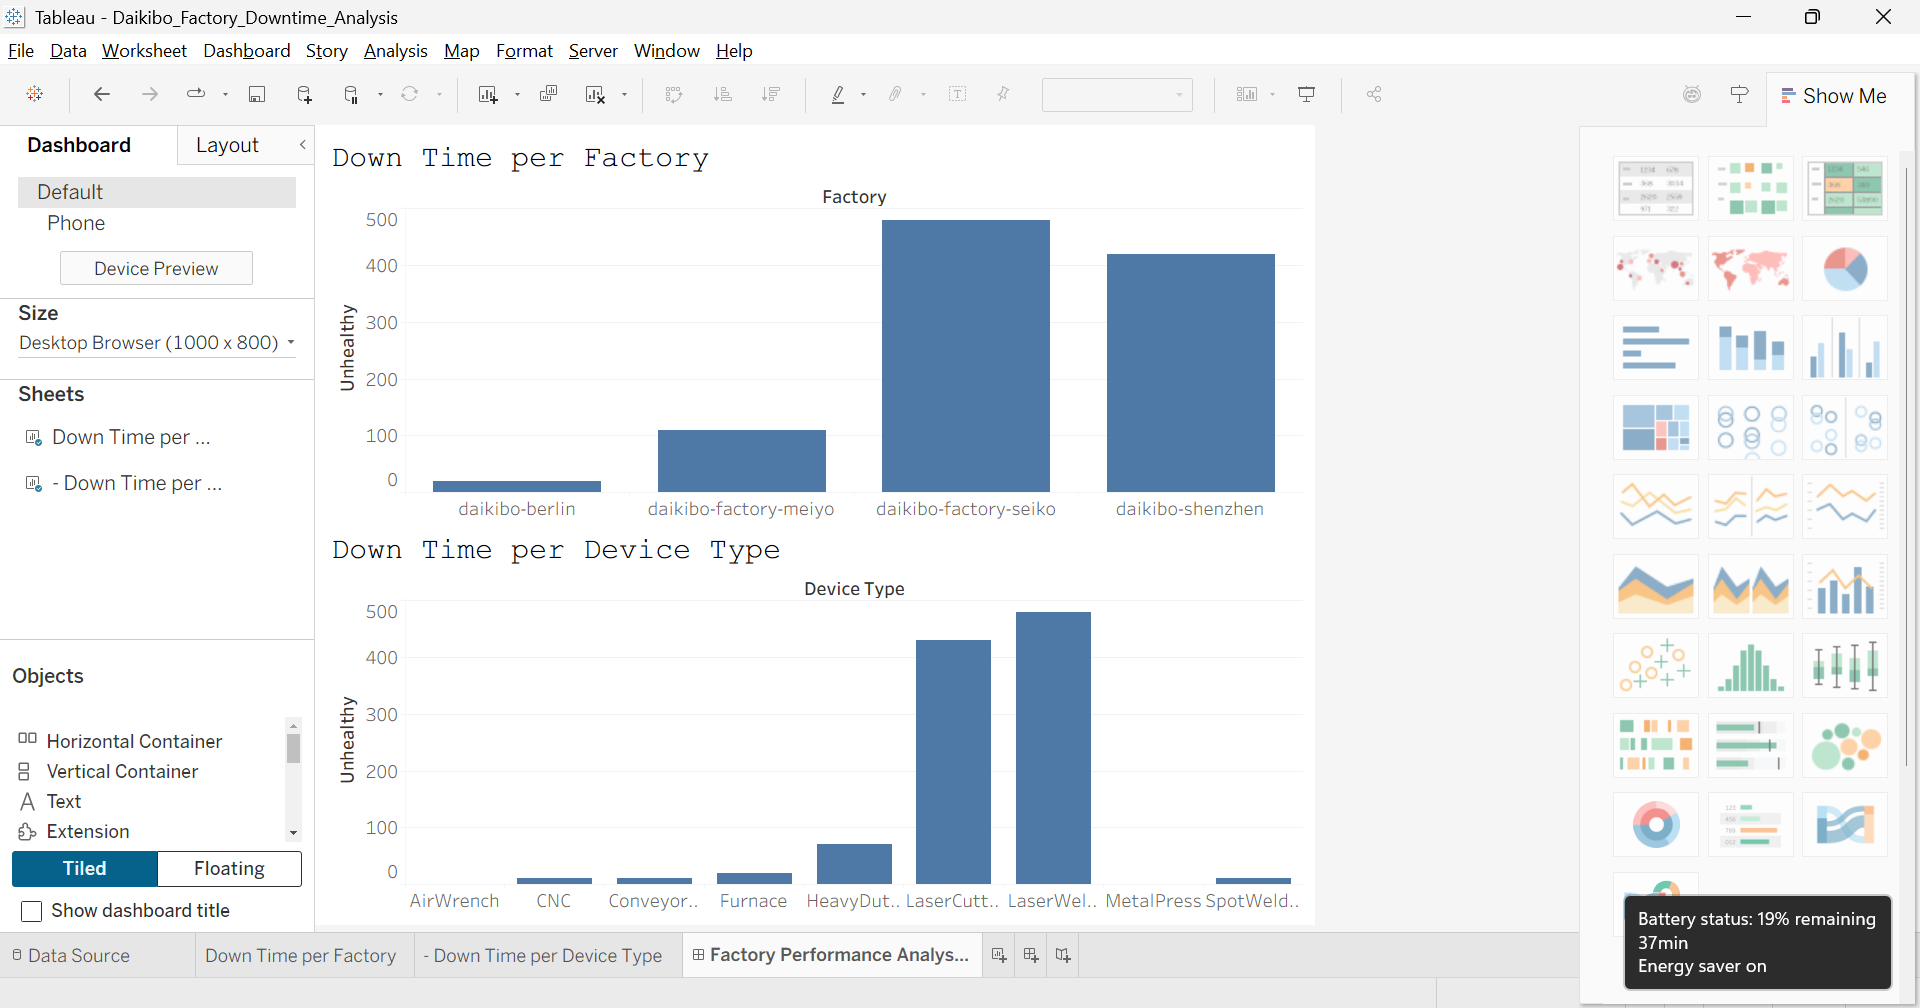 Tableau - Daikibo_Factory_Downtime_Analysis
File Data Worksheet Dashboard Story Analysis Map Format Server Window Help
Show Me
Dashboard
Layout
Default
Phone
Device Preview
Size
Desktop Browser (1000 x 800)
Sheets
Down Time per ...
- Down Time per ...
Objects
Horizontal Container
Vertical Container
Text
Extension
Tiled
Floating
Show dashboard title
Down Time per Factory
Factory
Unhealthy
500
400
300
200
100
0
daikibo-berlin
daikibo-factory-meiyo
daikibo-factory-seiko
daikibo-shenzhen
Down Time per Device Type
Device Type
Unhealthy
500
400
300
200
100
0
AirWrench
CNC
Conveyor..
Furnace
HeavyDut..
LaserCutt..
LaserWel..
MetalPress
SpotWeld..
Battery status: 19% remaining
37min
Energy saver on
Data Source
Down Time per Factory
- Down Time per Device Type
Factory Performance Analys...